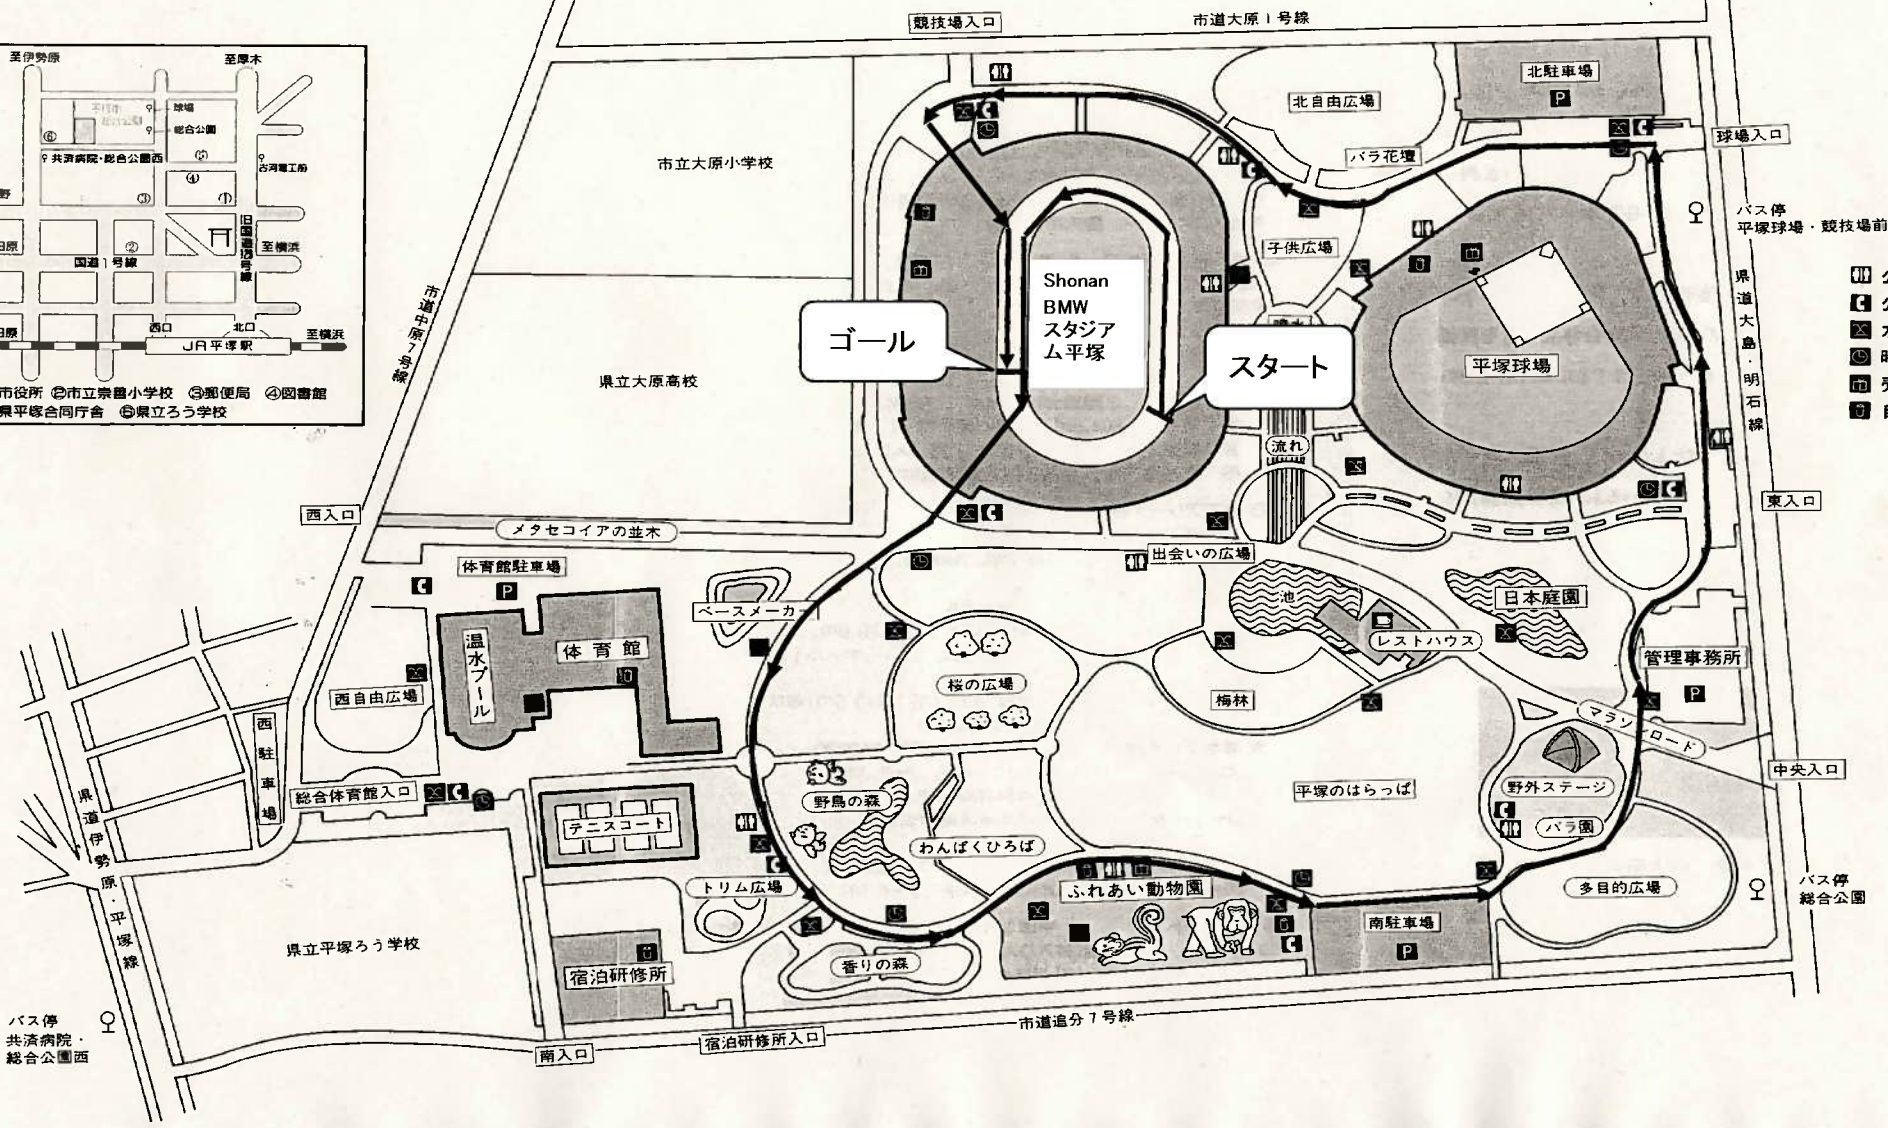 競技場入口
市道大原1号線
至伊勢原
至厚木
球場
総合公園
⑥
⑤
共済病院・総合公園西
古河電工前
④
③
①
②
旧国道129号線
至横浜
国道1号線
西口
北口
至横浜
JR平塚駅
市役所 ②市立崇善小学校 ③郵便局 ④図書館
県平塚合同庁舎 ⑥県立ろう学校
市道中原7号線
市立大原小学校
県立大原高校
北自由広場
北駐車場
P
バラ花壇
球場入口
バス停
平塚球場・競技場前
子供広場
Shonan
BMW
スタジア
ム平塚
ゴール
スタート
平塚球場
県道大島・明石線
流れ
西入口
メタセコイアの並木
東入口
出会いの広場
体育館駐車場
P
ペースメーカー
池
日本庭園
レストハウス
温水プール
体育館
管理事務所
P
西自由広場
桜の広場
梅林
マラソンロード
西駐車場
中央入口
総合体育館入口
野鳥の森
平塚のはらっぱ
野外ステージ
県道伊勢原・平塚線
テニスコート
バラ園
わんぱくひろば
トリム広場
ふれあい動物園
多目的広場
バス停
総合公園
県立平塚ろう学校
南駐車場
P
宿泊研修所
香りの森
バス停
共済病院・
総合公園西
市道追分7号線
南入口
宿泊研修所入口